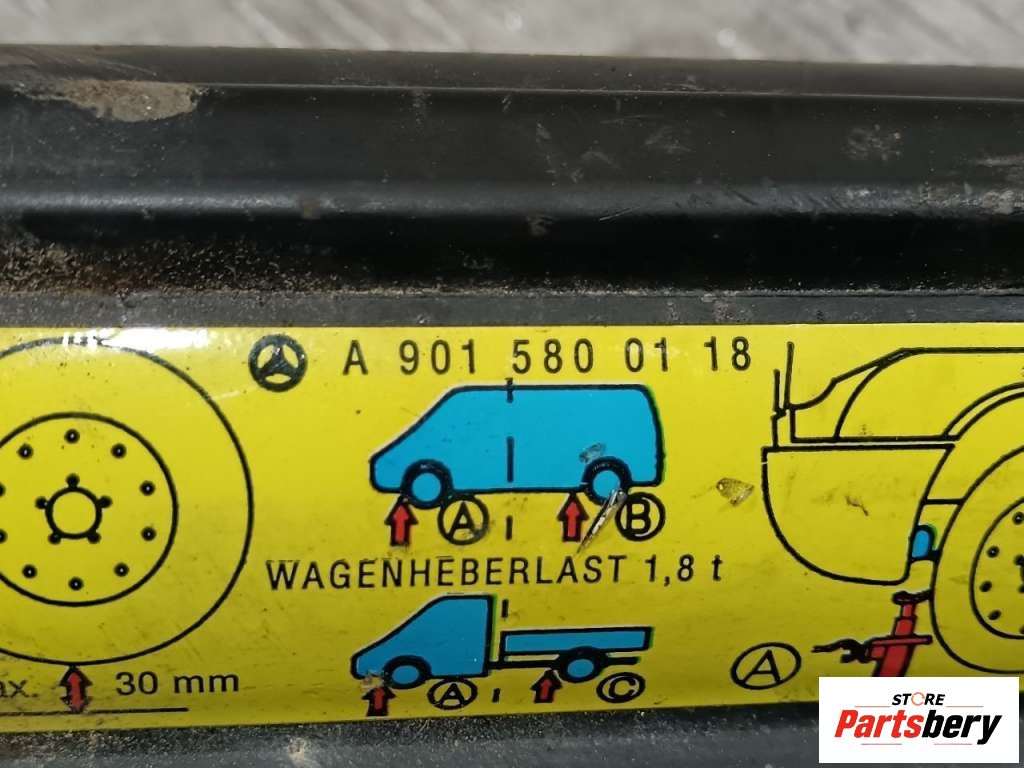 A 901 580 01 18
A B
WAGENHEBERLAST 1,8 t
30 mm
A C
A
STORE
Partsbery